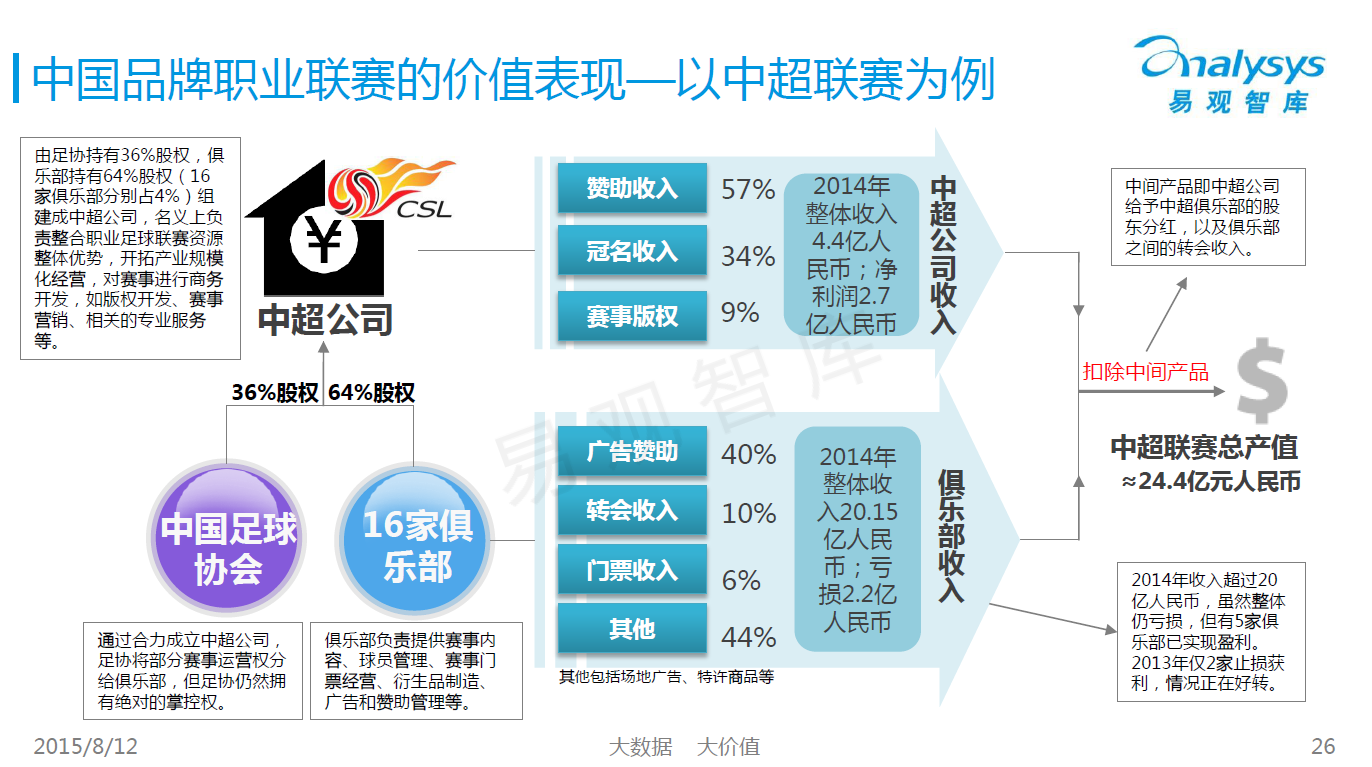 中国品牌职业联赛的价值表现—以中超联赛为例
analysys
易观智库
由足协持有36%股权，俱
乐部持有64%股权（16
家俱乐部分别占4%）组
建成中超公司，名义上负
责整合职业足球联赛资源
整体优势，开拓产业规模
化经营，对赛事进行商务
开发，如版权开发、赛事
营销、相关的专业服务
等。
CSL
¥
中超公司
36%股权
64%股权
中国足球
协会
16家俱
乐部
通过合力成立中超公司，
足协将部分赛事运营权分
给俱乐部，但足协仍然拥
有绝对的掌控权。
俱乐部负责提供赛事内
容、球员管理、赛事门
票经营、衍生品制造、
广告和赞助管理等。
赞助收入 57%
冠名收入 34%
赛事版权 9%
2014年
整体收入
4.4亿人
民币；净
利润2.7
亿人民币
中超公司收入
广告赞助 40%
转会收入 10%
门票收入 6%
其他 44%
其他包括场地广告、特许商品等
2014年
整体收
入20.15
亿人民
币；亏
损2.2亿
人民币
俱乐部收入
易观智库
中间产品即中超公司
给予中超俱乐部的股
东分红，以及俱乐部
之间的转会收入。
扣除中间产品
$
中超联赛总产值
≈24.4亿元人民币
2014年收入超过20
亿人民币，虽然整体
仍亏损，但有5家俱
乐部已实现盈利。
2013年仅2家止损获
利，情况正在好转。
2015/8/12
大数据 大价值
26